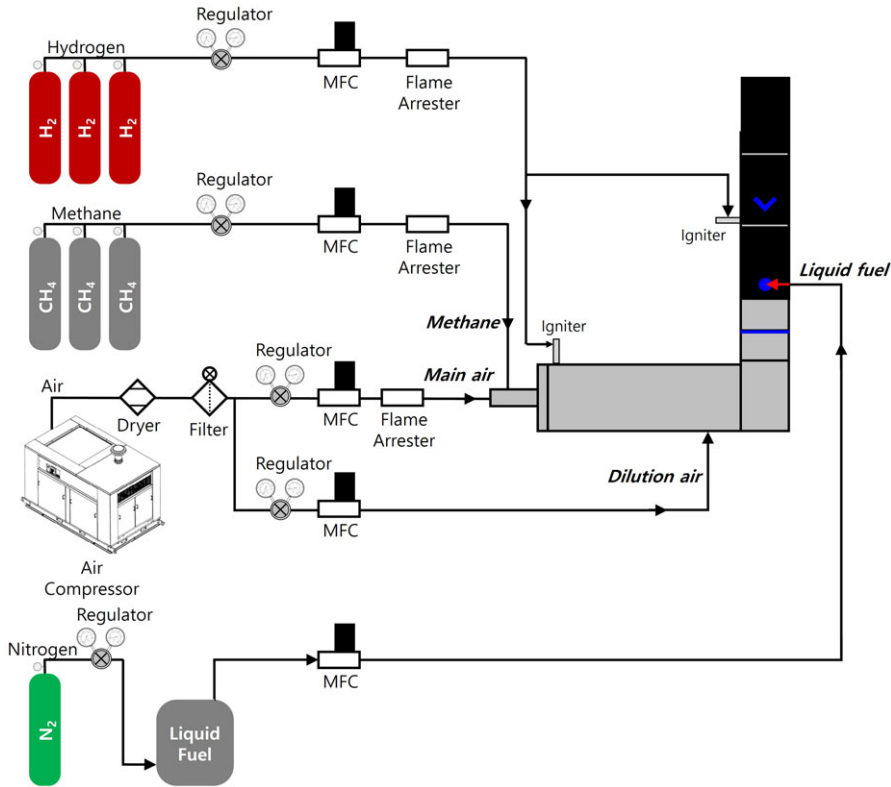 Regulator
Hydrogen
H₂
H₂
H₂
MFC
Flame
Arrester
Regulator
Methane
CH₄
CH₄
CH₄
MFC
Flame
Arrester
Igniter
Liquid fuel
Methane
Igniter
Regulator
Air
Main air
Dryer
Filter
MFC
Flame
Arrester
Regulator
Dilution air
MFC
Air
Compressor
Regulator
Nitrogen
MFC
N₂
Liquid
Fuel